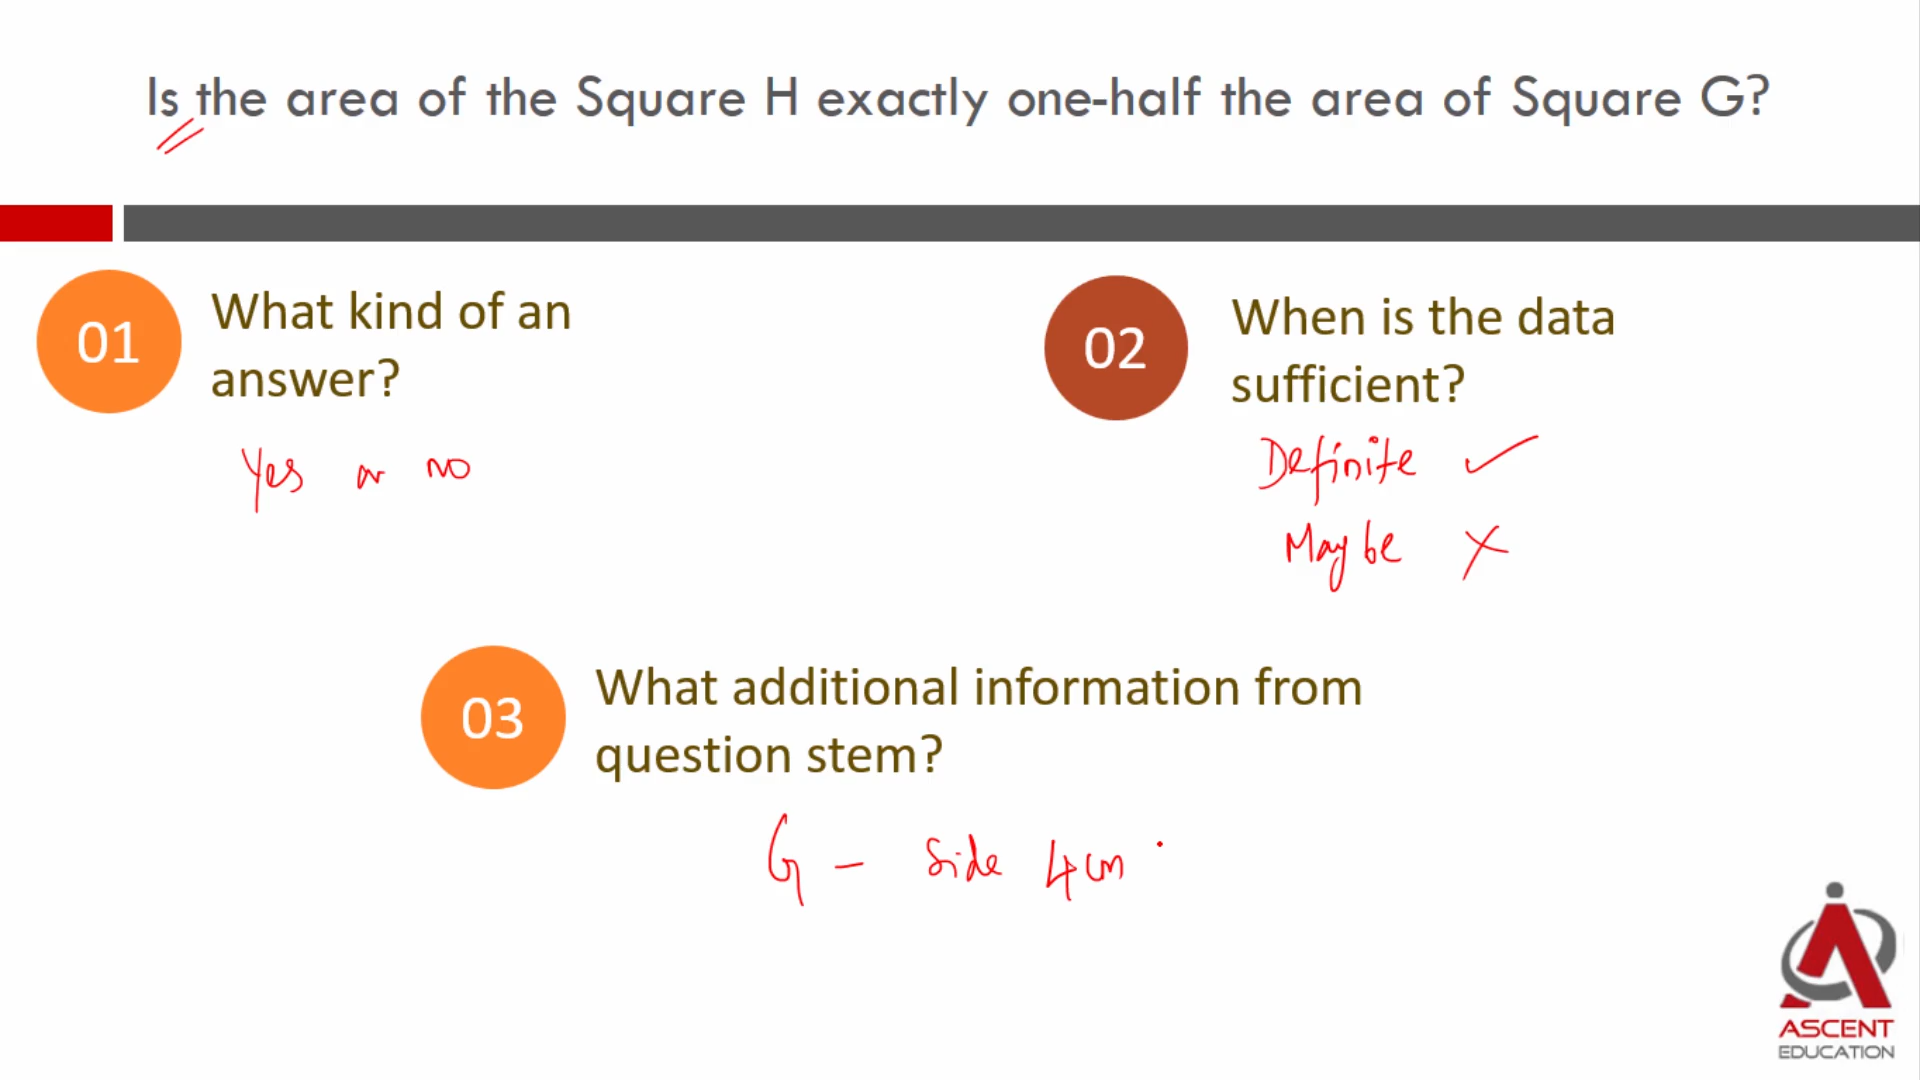 Is the area of the Square H exactly one-half the area of Square G?
01
What kind of an
answer?
Yes or no
02
When is the data
sufficient?
Definite ✓
May be X
03
What additional information from
question stem?
G – Side 4cm
ASCENT
EDUCATION